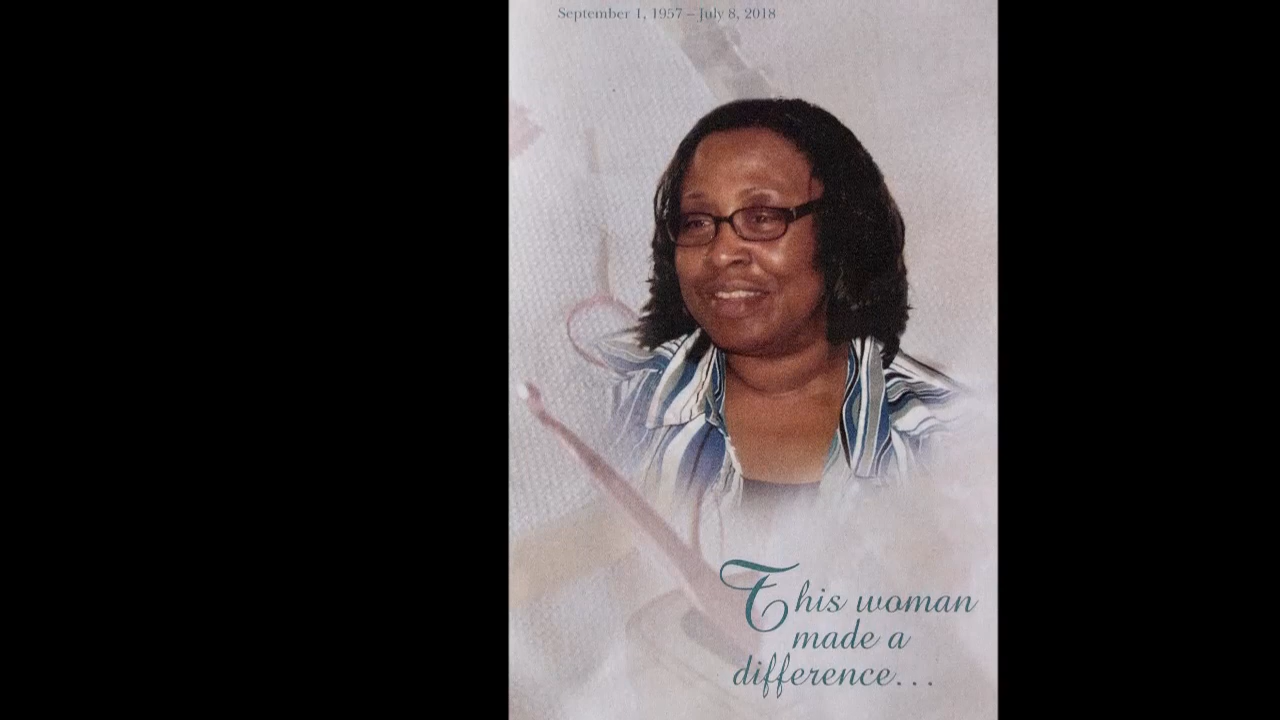 September 1, 1957 – July 8, 2018
This woman
made a
difference...